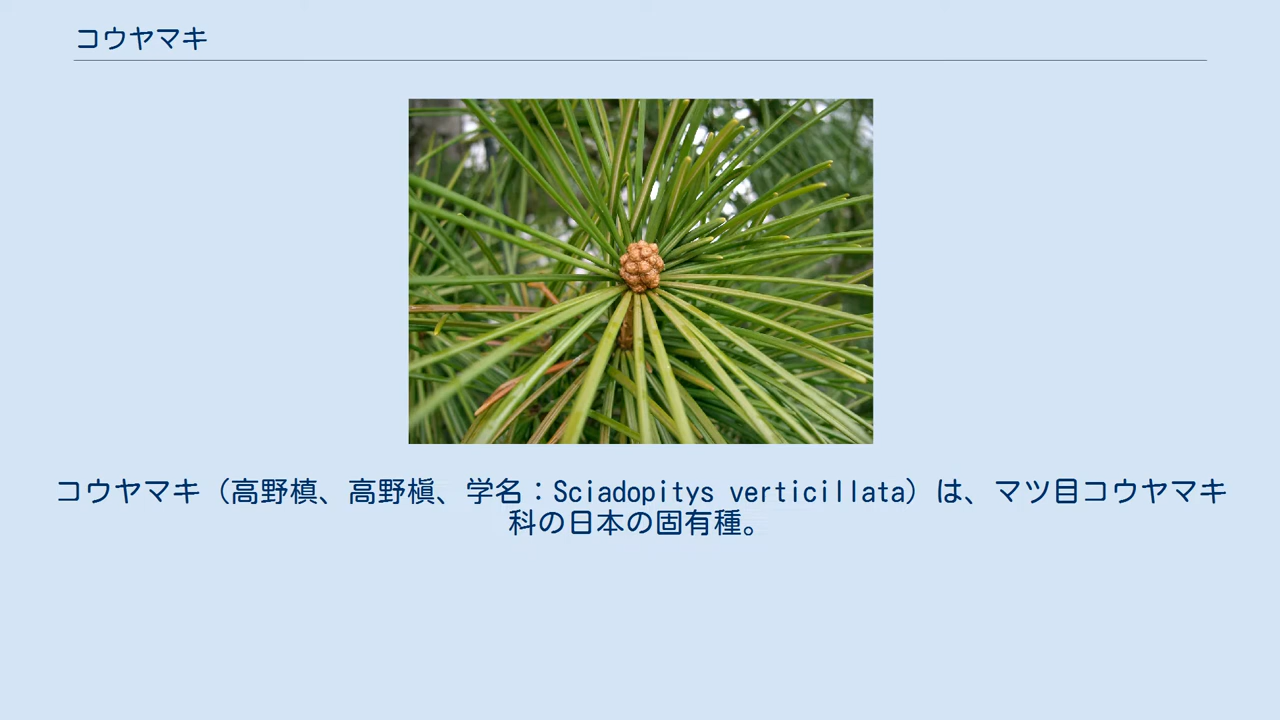 コウヤマキ
コウヤマキ（高野槙、高野槇、学名：Sciadopitys verticillata）は、マツ目コウヤマキ
科の日本の固有種。